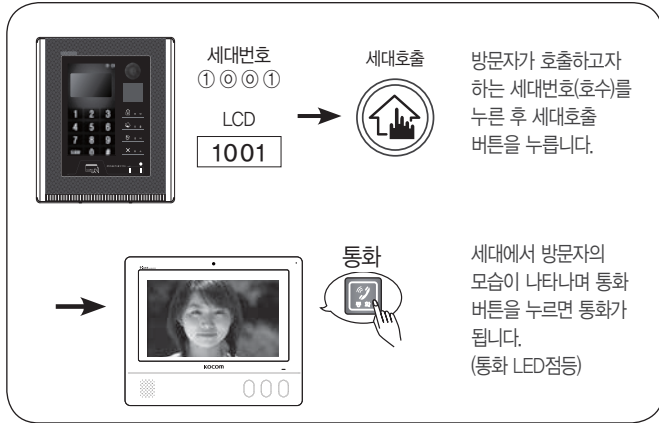 세대번호
① ⓪ ⓪ ①
LCD
1001
세대호출
방문자가 호출하고자
하는 세대번호(호수)를
누른 후 세대호출
버튼을 누릅니다.
1 2 3
4 5 6
7 8 9
0
통화
KOCOM
세대에서 방문자의
모습이 나타나며 통화
버튼을 누르면 통화가
됩니다.
(통화 LED점등)